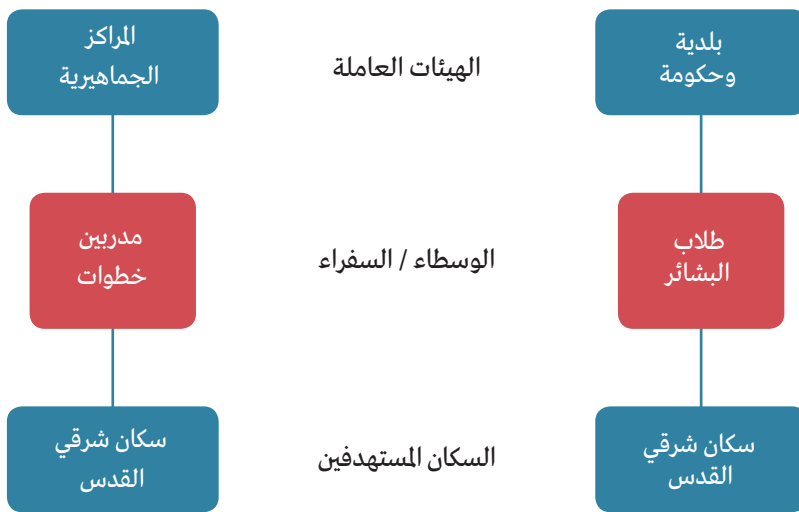 بلدية
وحكومة
الهيئات العاملة
المراكز
الجماهيرية
طلاب
البشائر
الوسطاء / السفراء
مدربين
خطوات
سكان شرقي
القدس
السكان المستهدفين
سكان شرقي
القدس